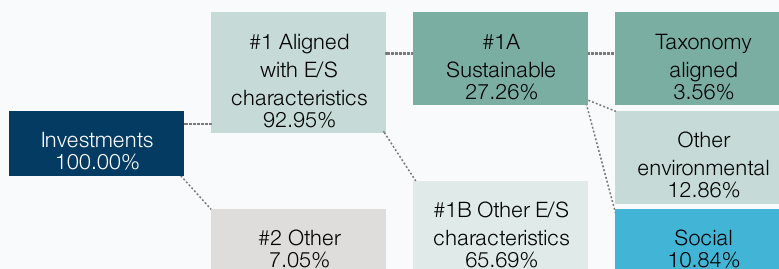 Investments
100.00%
#1 Aligned
with E/S
characteristics
92.95%
#2 Other
7.05%
#1A
Sustainable
27.26%
#1B Other E/S
characteristics
65.69%
Taxonomy
aligned
3.56%
Other
environmental
12.86%
Social
10.84%